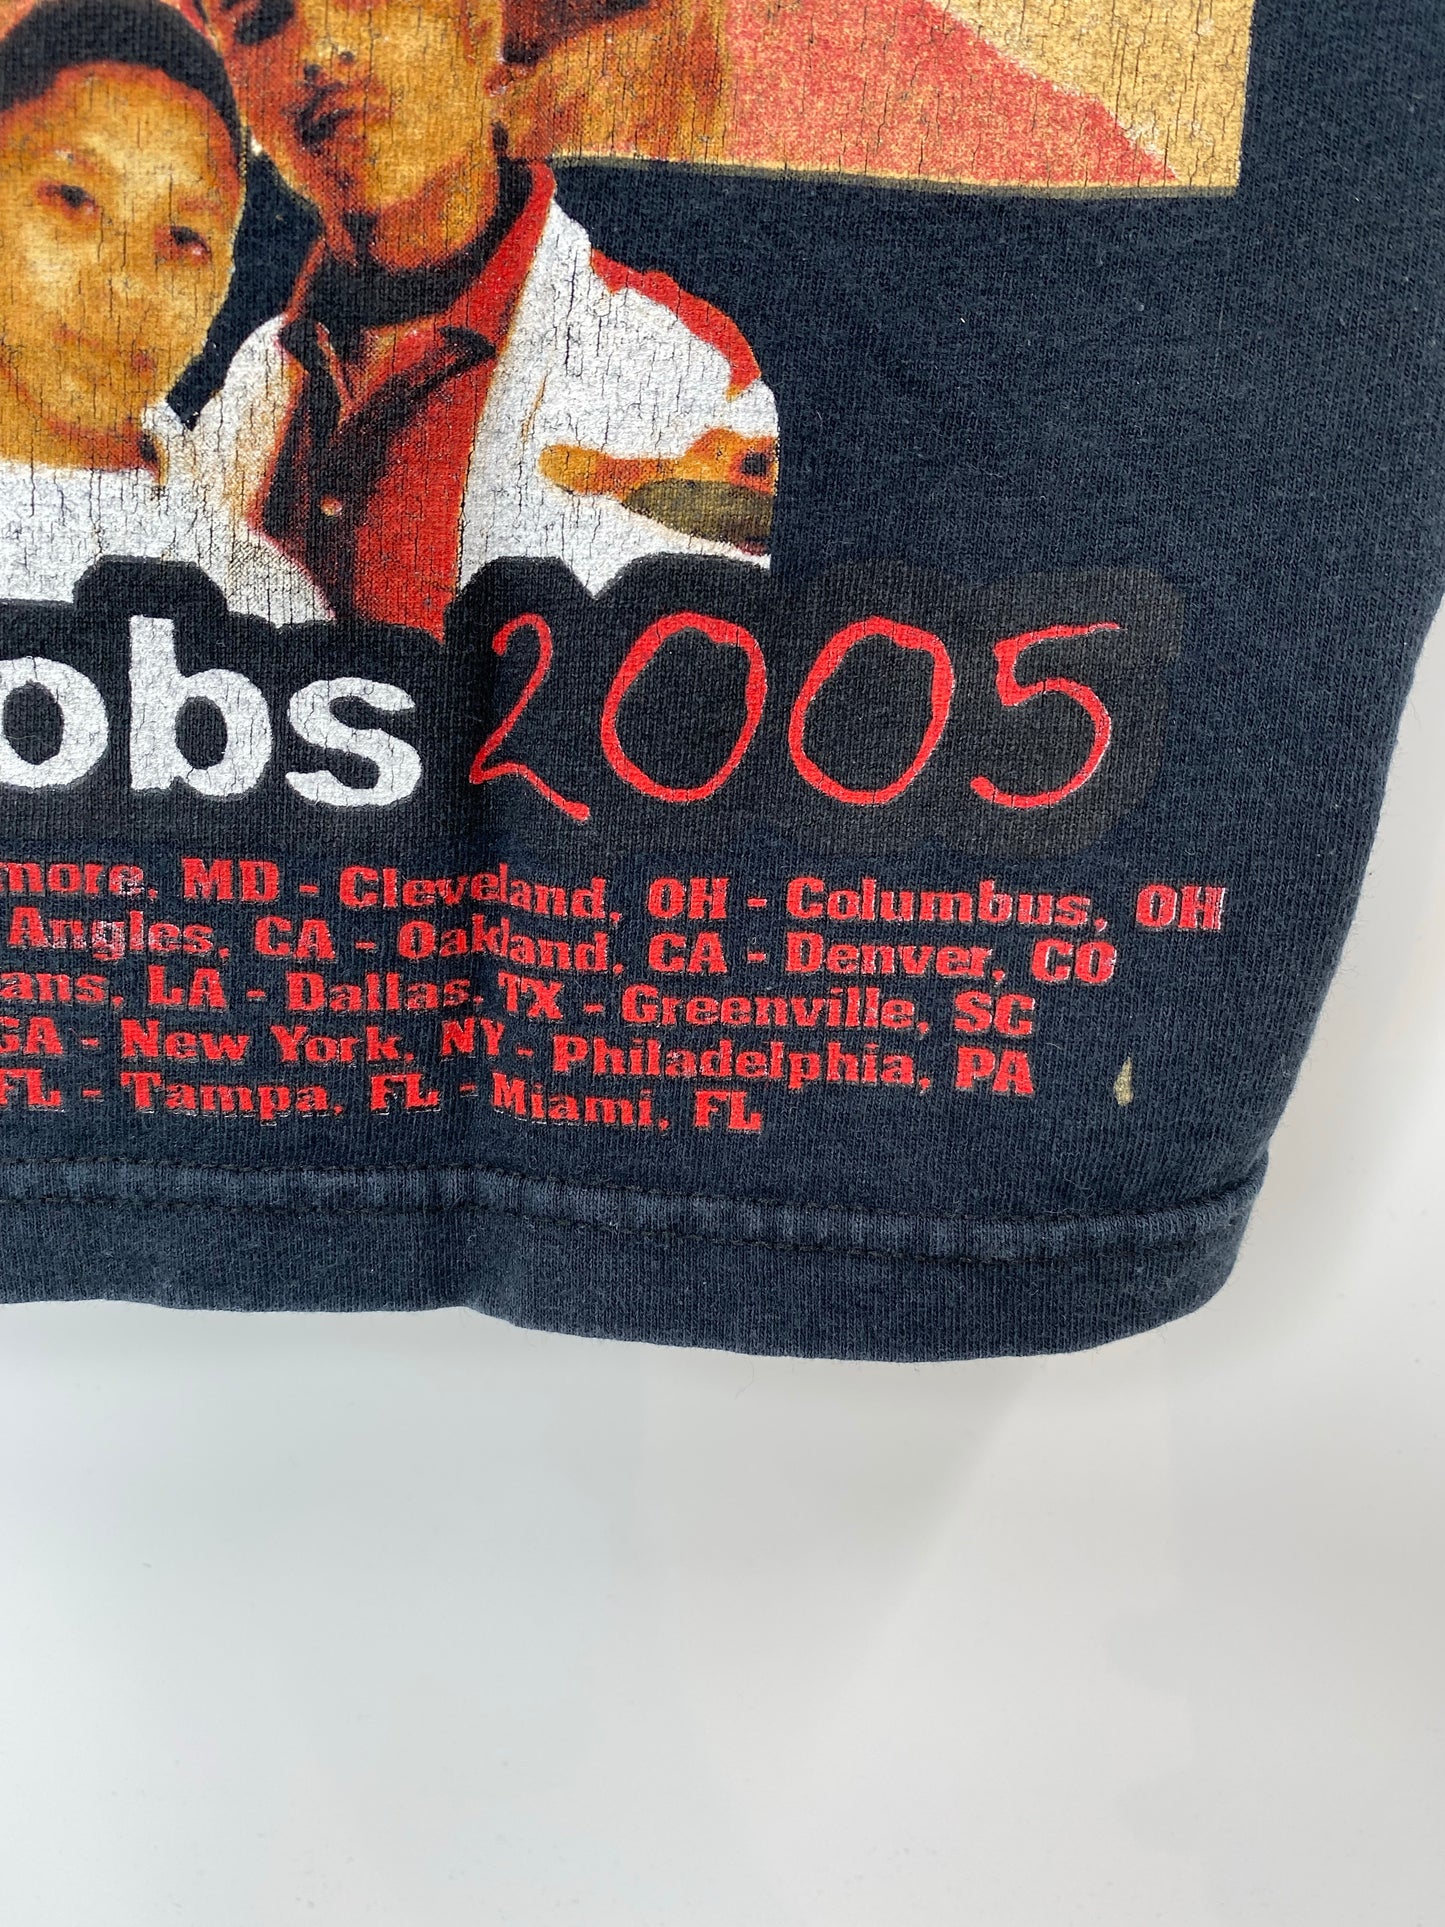 obs 2005
more, MD - Cleveland, OH - Columbus, OH
Angles, CA - Oakland, CA - Denver, CO
ans, LA - Dallas, TX - Greenville, SC
GA - New York, NY - Philadelphia, PA
FL - Tampa, FL - Miami, FL